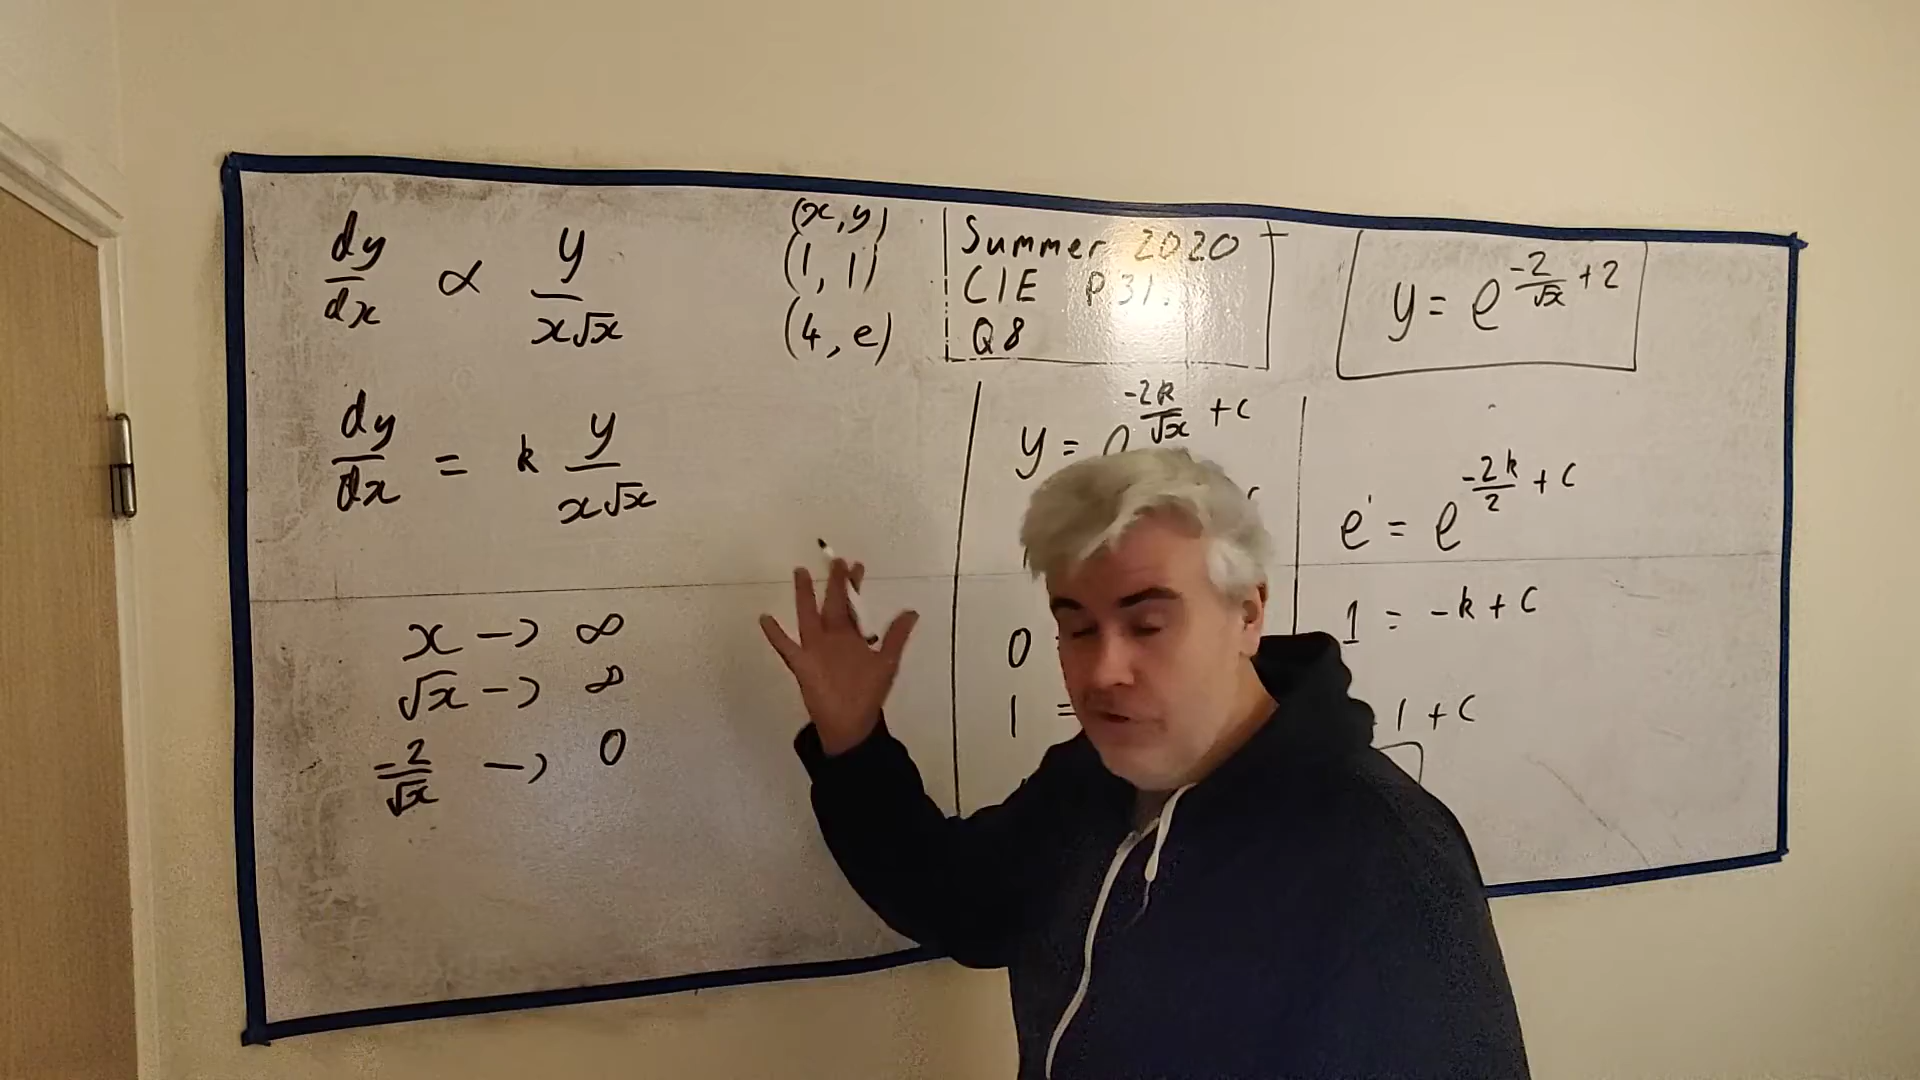 dy/dx ∝ y/x√x
(x,y)
(1, 1)
(4, e)
Summer 2020
CIE P31.
Q8
y = e^(-2/√x + 2)
dy/dx = k y/x√x
x → ∞
√x → ∞
-2/√x → 0
y = e^(-2k/√x + c)
0
1 =
e' = e^(-2k/2 + c)
1 = -k + c
1 + c